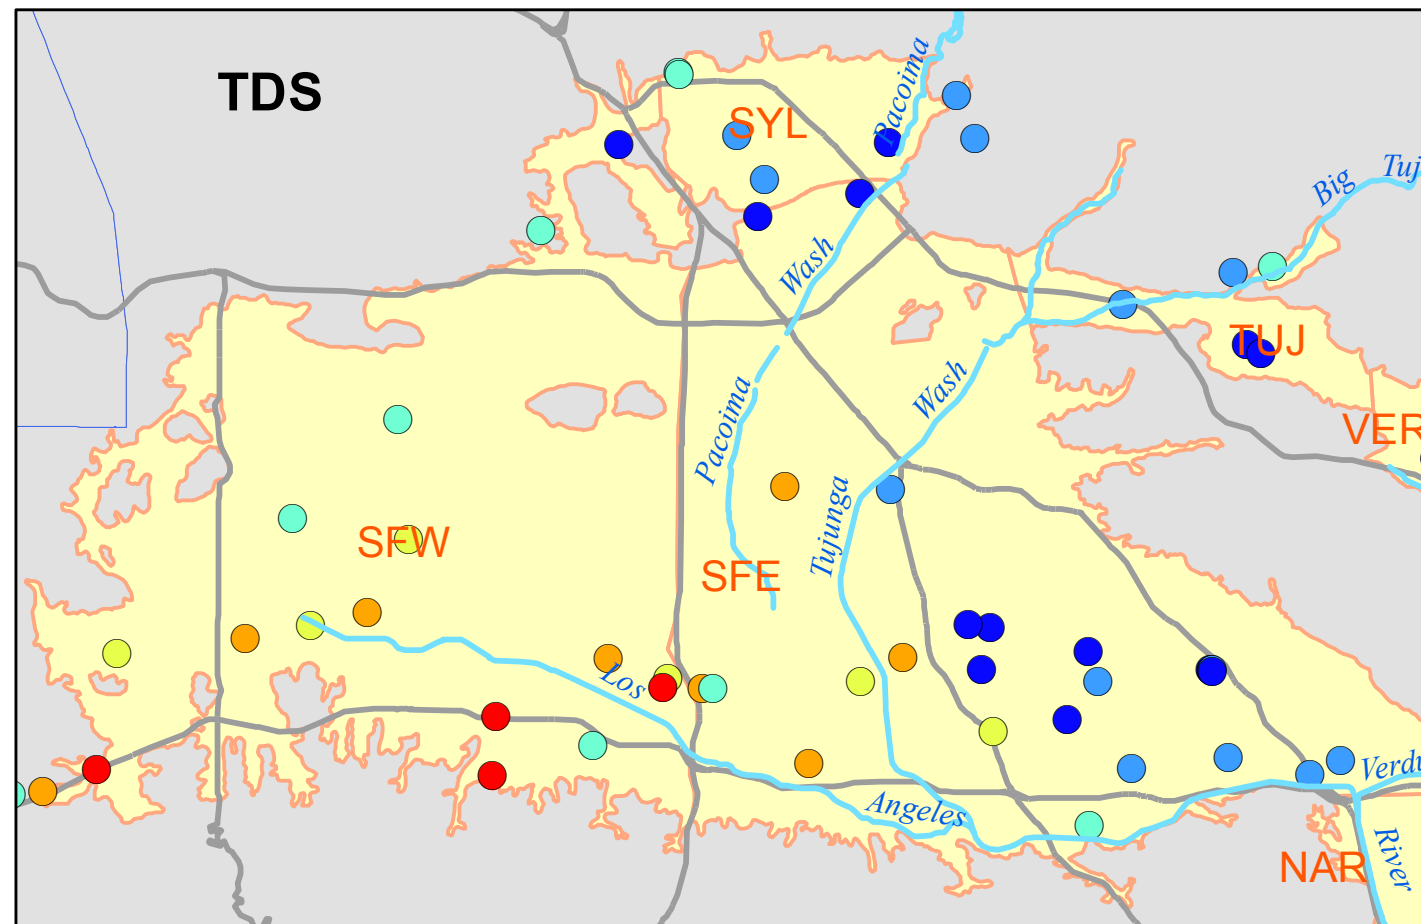 TDS
SYL
Pacoima
Big
Tuj
Wash
TUJ
Wash
Pacoima
VER
Tujunga
SFW
SFE
Los
Angeles
Verdu
River
NAR